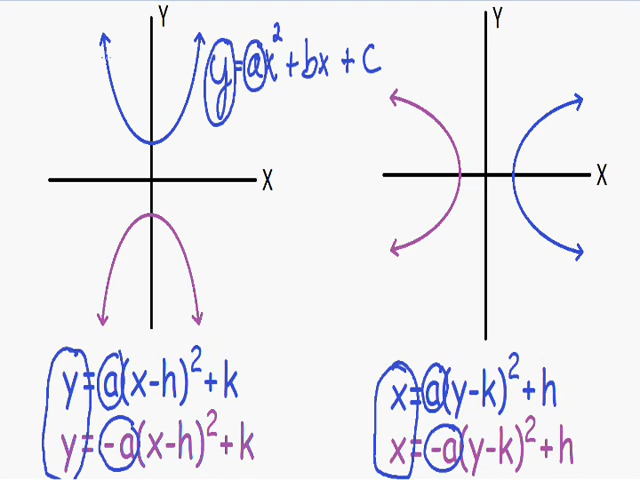 Y
y = ax² + bx + c
X
Y
X
y = a(x-h)² + k
y = -a(x-h)² + k
x = a(y-k)² + h
x = -a(y-k)² + h